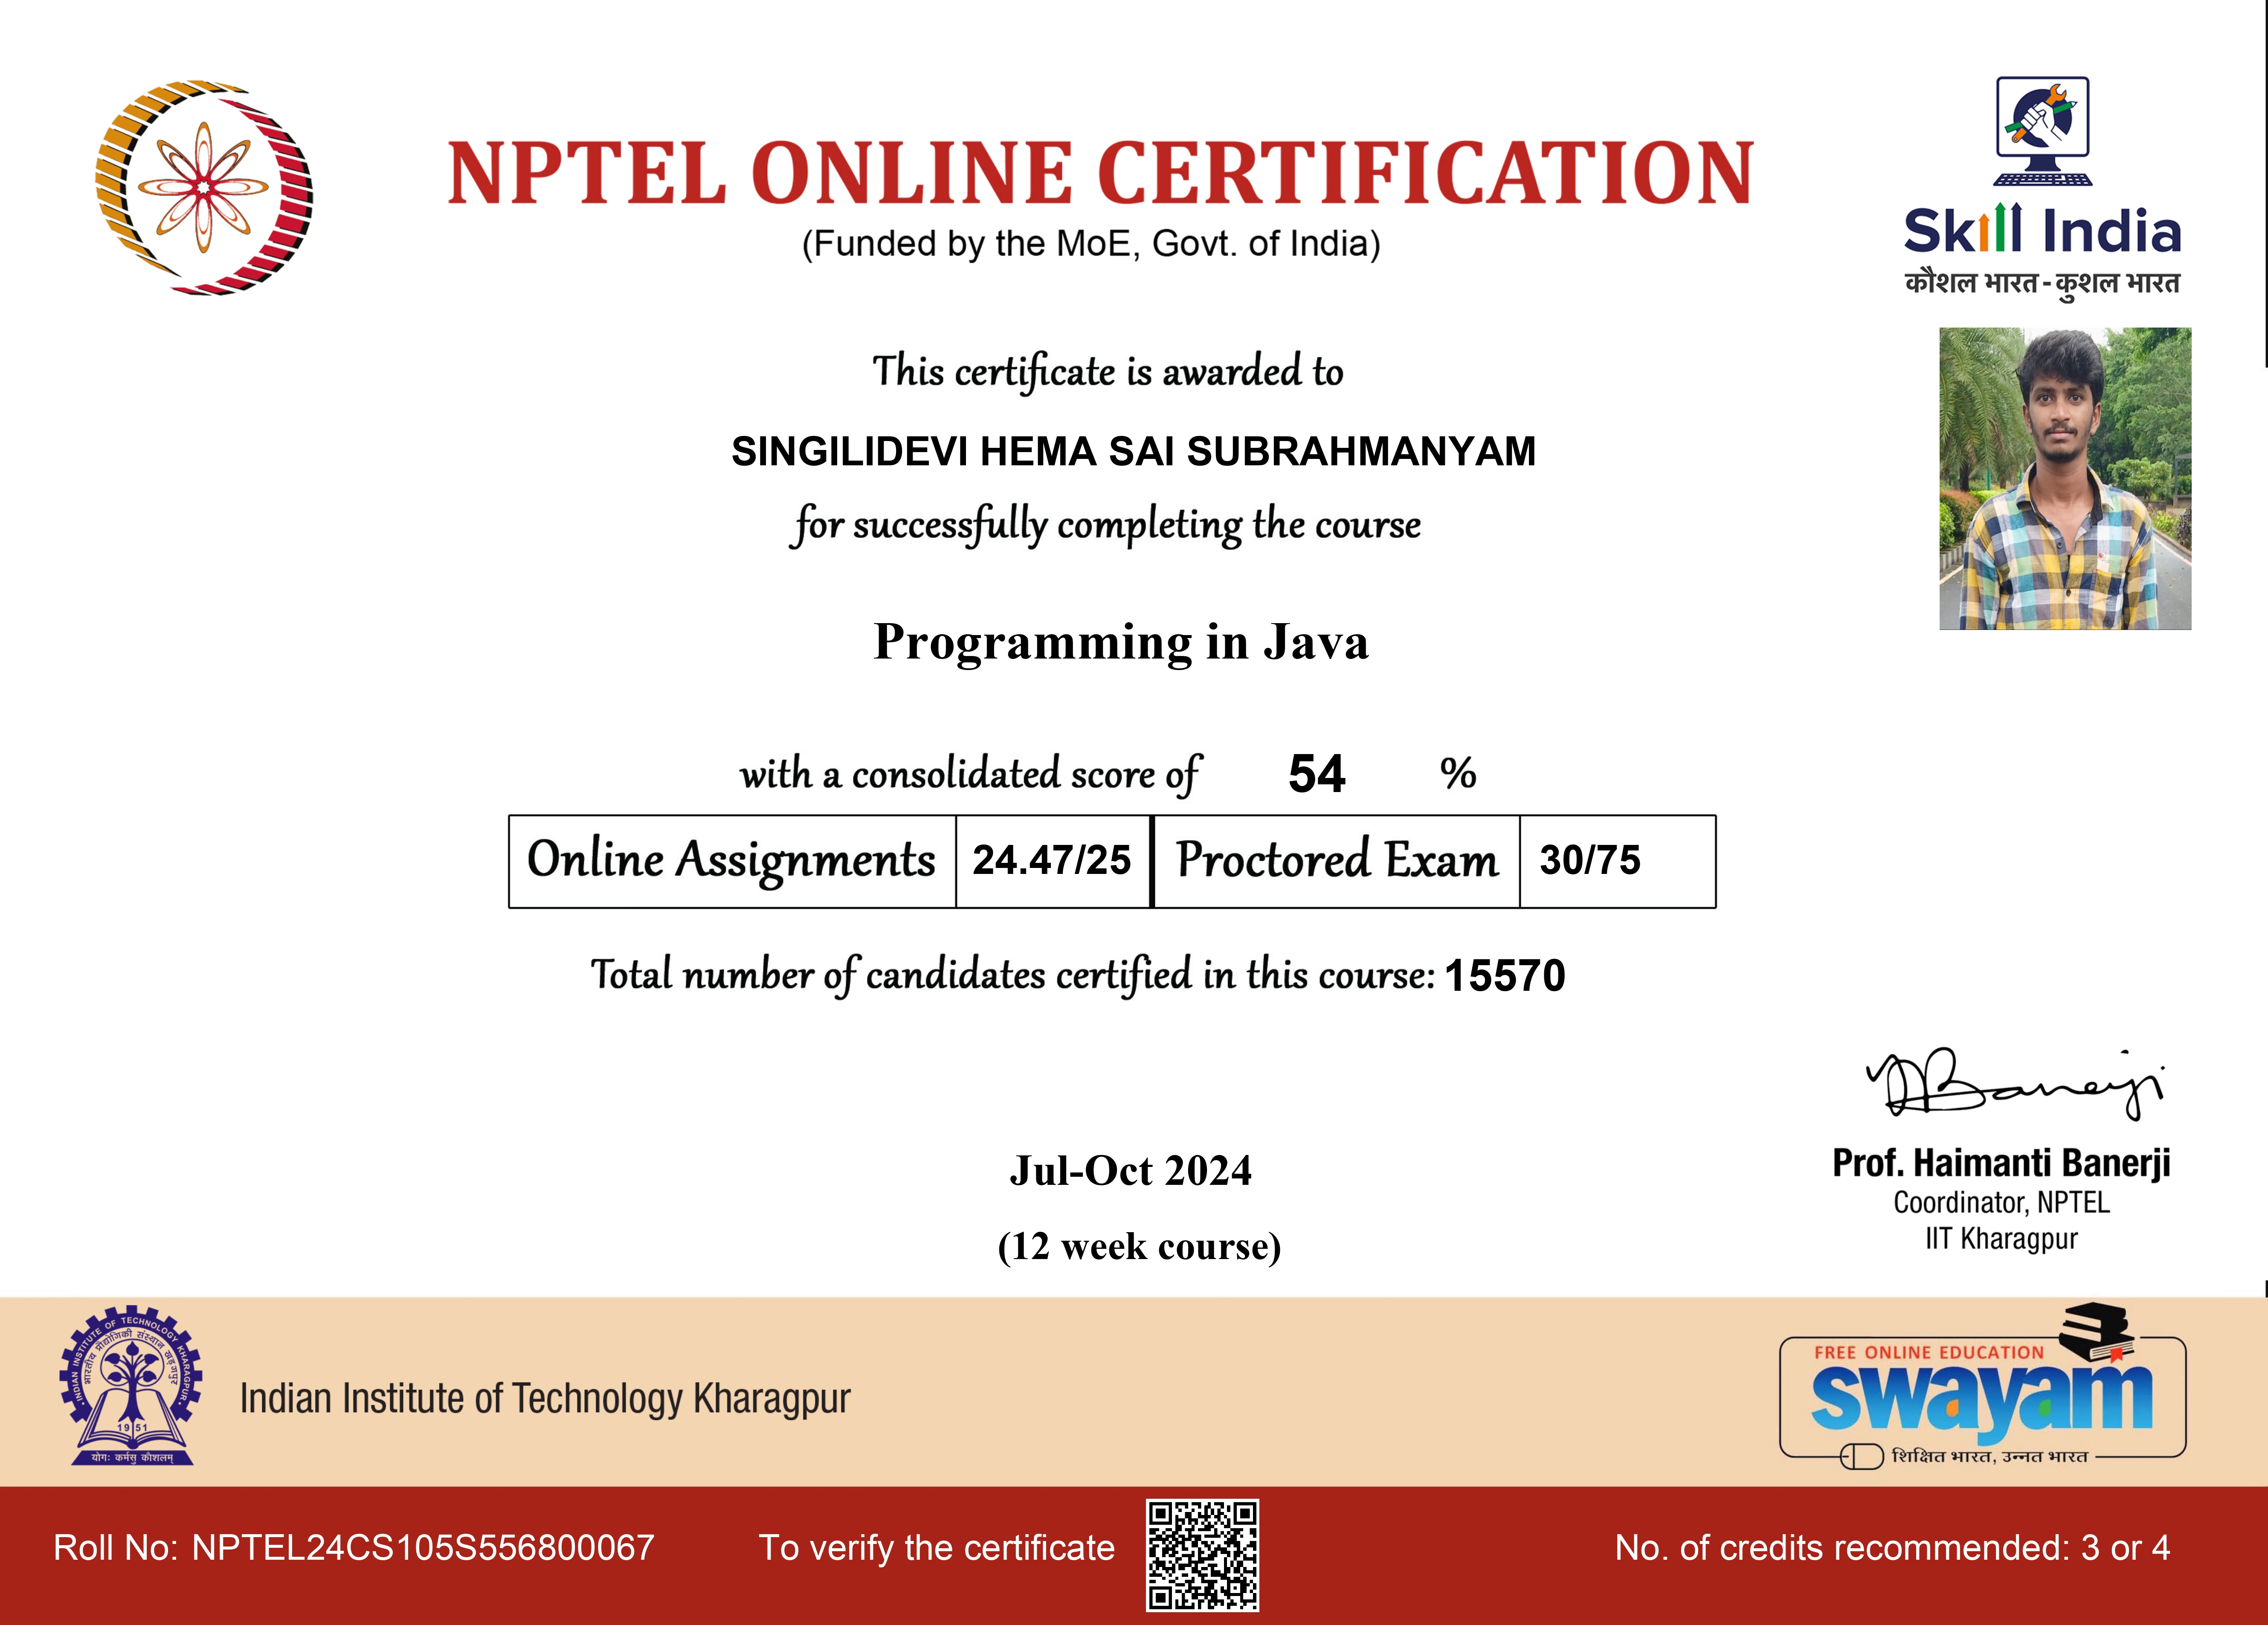 NPTEL ONLINE CERTIFICATION
(Funded by the MoE, Govt. of India)
Skill India
कौशल भारत - कुशल भारत
This certificate is awarded to
SINGILIDEVI HEMA SAI SUBRAHMANYAM
for successfully completing the course
Programming in Java
with a consolidated score of 54 %
Online Assignments 24.47/25 Proctored Exam 30/75
Total number of candidates certified in this course: 15570
Banerji
Prof. Haimanti Banerji
Coordinator, NPTEL
IIT Kharagpur
Jul-Oct 2024
(12 week course)
INDIAN INSTITUTE OF TECHNOLOGY KHARAGPUR
भारतीय प्रौद्योगिकी संस्थान खड़गपुर
1951
योगः कर्मसु कौशलम्
Indian Institute of Technology Kharagpur
FREE ONLINE EDUCATION
swayam
शिक्षित भारत, उन्नत भारत
Roll No: NPTEL24CS105S556800067
To verify the certificate
No. of credits recommended: 3 or 4